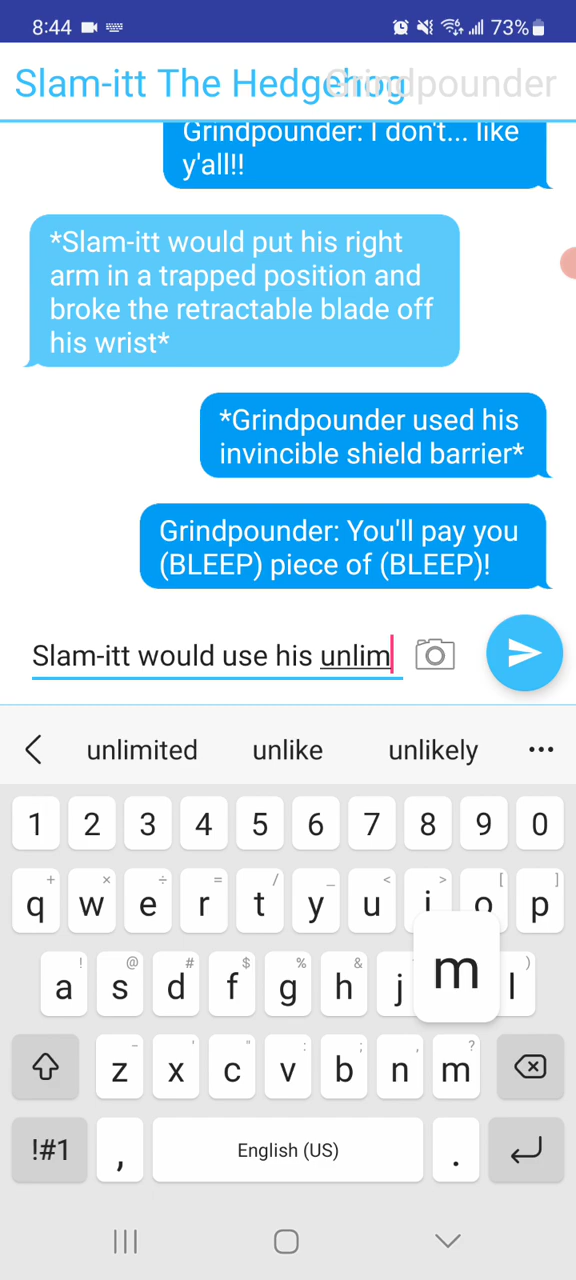 8:44 73%
Slam-itt The Hedgehog Grindpounder
Grindpounder: I don't... like
y'all!!
*Slam-itt would put his right
arm in a trapped position and
broke the retractable blade off
his wrist*
*Grindpounder used his
invincible shield barrier*
Grindpounder: You'll pay you
(BLEEP) piece of (BLEEP)!
Slam-itt would use his unlim
unlimited unlike unlikely
1 2 3 4 5 6 7 8 9 0
+ × ÷ = / _ < > [ ]
q w e r t y u i o p
! @ # $ % & )
a s d f g h j m l
- ' " : ; , ?
z x c v b n m
!#1 , English (US) .